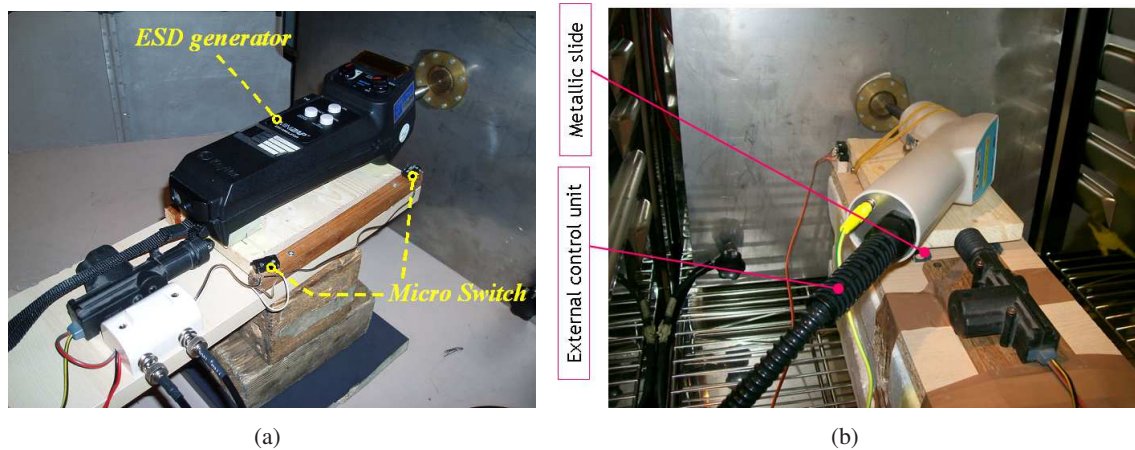 ESD generator
Micro Switch
(a)
Metallic slide
External control unit
(b)